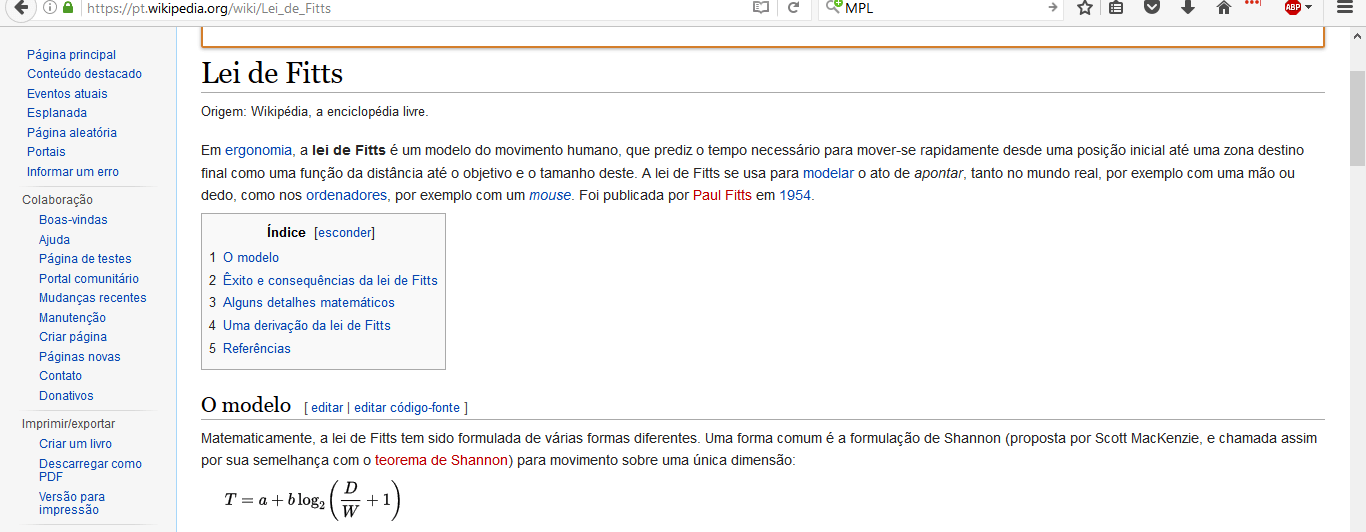 https://pt.wikipedia.org/wiki/Lei_de_Fitts
MPL
ABP
Página principal
Conteúdo destacado
Eventos atuais
Esplanada
Página aleatória
Portais
Informar um erro
Colaboração
Boas-vindas
Ajuda
Página de testes
Portal comunitário
Mudanças recentes
Manutenção
Criar página
Páginas novas
Contato
Donativos
Imprimir/exportar
Criar um livro
Descarregar como
PDF
Versão para
impressão
Lei de Fitts
Origem: Wikipédia, a enciclopédia livre.
Em ergonomia, a lei de Fitts é um modelo do movimento humano, que prediz o tempo necessário para mover-se rapidamente desde uma posição inicial até uma zona destino
final como uma função da distância até o objetivo e o tamanho deste. A lei de Fitts se usa para modelar o ato de apontar, tanto no mundo real, por exemplo com uma mão ou
dedo, como nos ordenadores, por exemplo com um mouse. Foi publicada por Paul Fitts em 1954.
Índice [esconder]
1 O modelo
2 Êxito e consequências da lei de Fitts
3 Alguns detalhes matemáticos
4 Uma derivação da lei de Fitts
5 Referências
O modelo [ editar | editar código-fonte ]
Matematicamente, a lei de Fitts tem sido formulada de várias formas diferentes. Uma forma comum é a formulação de Shannon (proposta por Scott MacKenzie, e chamada assim
por sua semelhança com o teorema de Shannon) para movimento sobre uma única dimensão:
T = a + b log₂ (D/W + 1)